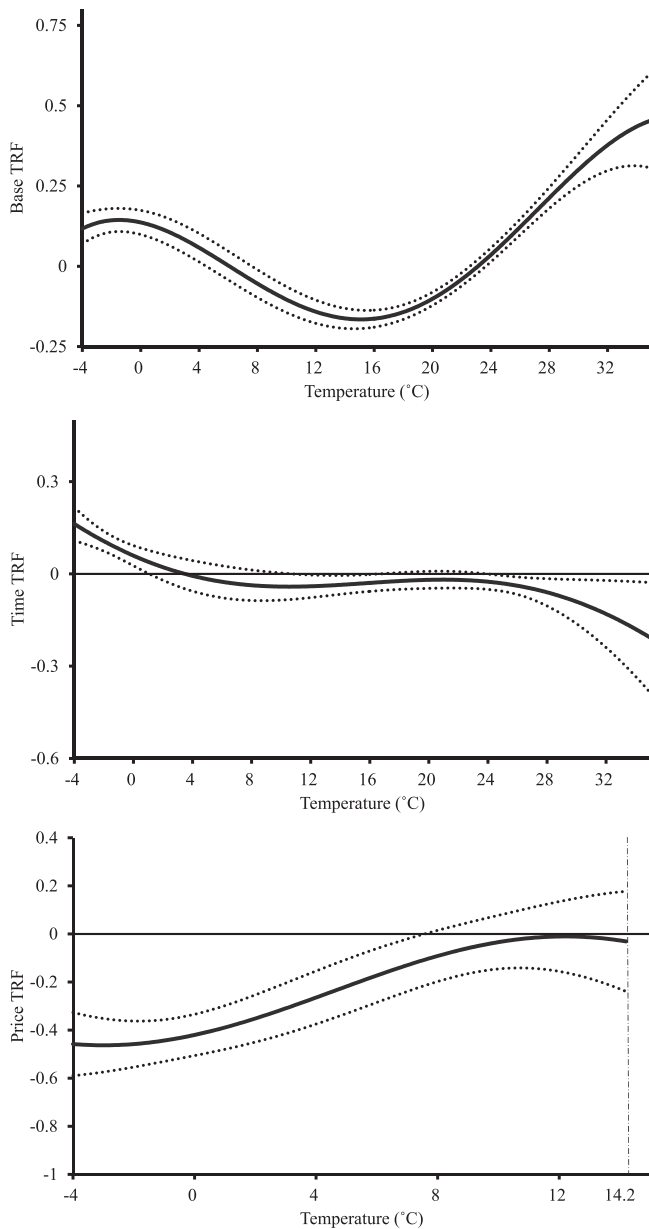 0.75
0.5
0.25
0
-0.25
Base TRF
-4 0 4 8 12 16 20 24 28 32
Temperature (˚C)
0.3
0
-0.3
-0.6
Time TRF
-4 0 4 8 12 16 20 24 28 32
Temperature (˚C)
0.4
0.2
0
-0.2
-0.4
-0.6
-0.8
-1
Price TRF
-4 0 4 8 12 14.2
Temperature (˚C)